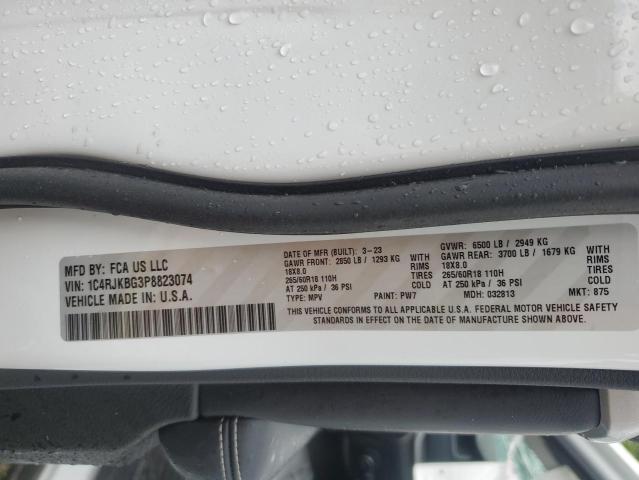 MFD BY: FCA US LLC
VIN: 1C4RJKBG3P8823074
VEHICLE MADE IN U.S.A.
DATE OF MFR (BUILT): 3-23 GVWR: 6500 LB / 2949 KG
GAWR FRONT: 2850 LB / 1293 KG WITH GAWR REAR: 3700 LB / 1679 KG WITH
18X8.0 RIMS 18X8.0 RIMS
265/60R18 110H TIRES 265/60R18 110H TIRES
AT 250 kPa / 36 PSI COLD AT 250 kPa / 36 PSI COLD
TYPE: MPV PAINT: PW7 MDH: 032813 MKT: 875
THIS VEHICLE CONFORMS TO ALL APPLICABLE U.S.A. FEDERAL MOTOR VEHICLE SAFETY
STANDARDS IN EFFECT ON THE DATE OF MANUFACTURE SHOWN ABOVE.